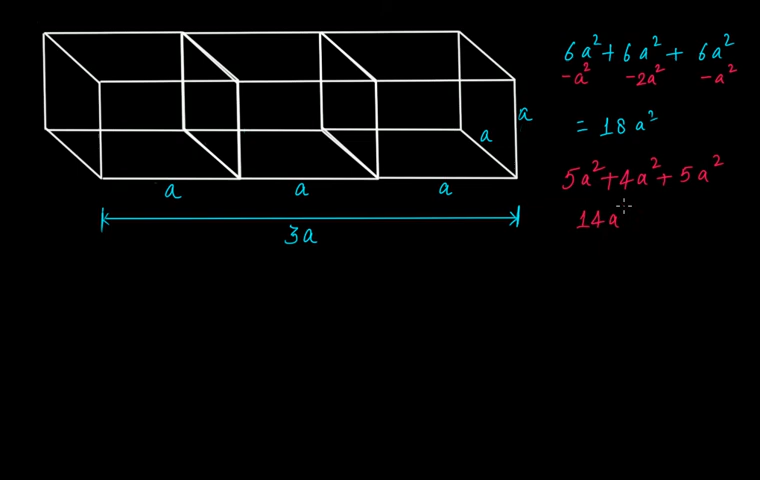 6a² + 6a² + 6a²
-a² -2a² -a²
= 18a²
5a² + 4a² + 5a²
14a
a
a
a a a
3a